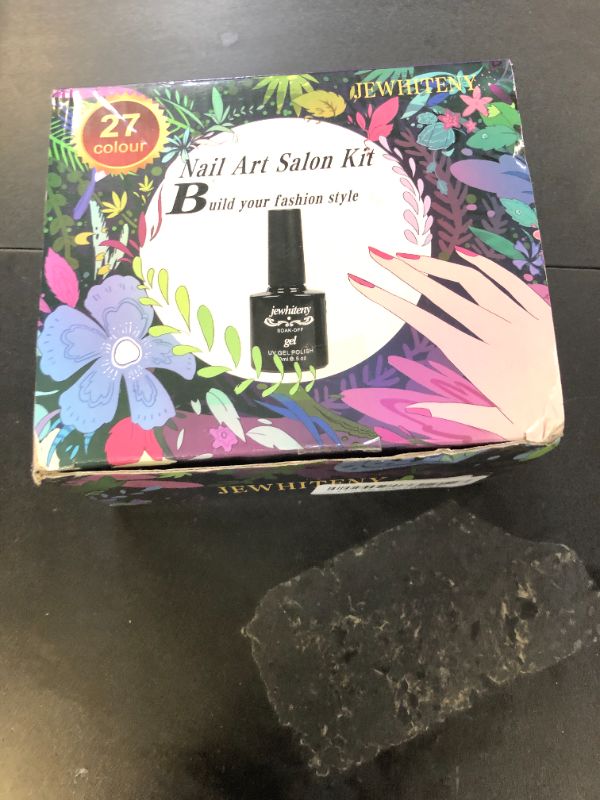 JEWHITENY
27
colour
Nail Art Salon Kit
Build your fashion style
jewhiteny
SOAK-OFF
gel
UV GEL POLISH
JEWHITENY